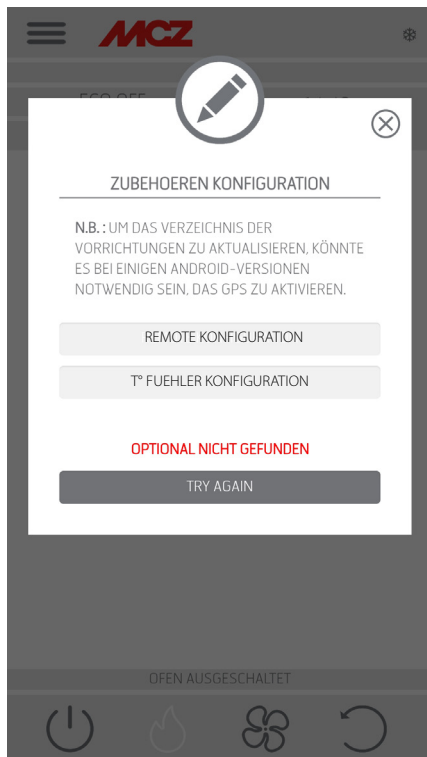 MCZ
ZUBEHOEREN KONFIGURATION
N.B. : UM DAS VERZEICHNIS DER
VORRICHTUNGEN ZU AKTUALISIEREN, KÖNNTE
ES BEI EINIGEN ANDROID-VERSIONEN
NOTWENDIG SEIN, DAS GPS ZU AKTIVIEREN.
REMOTE KONFIGURATION
T° FUEHLER KONFIGURATION
OPTIONAL NICHT GEFUNDEN
TRY AGAIN
OFEN AUSGESCHALTET